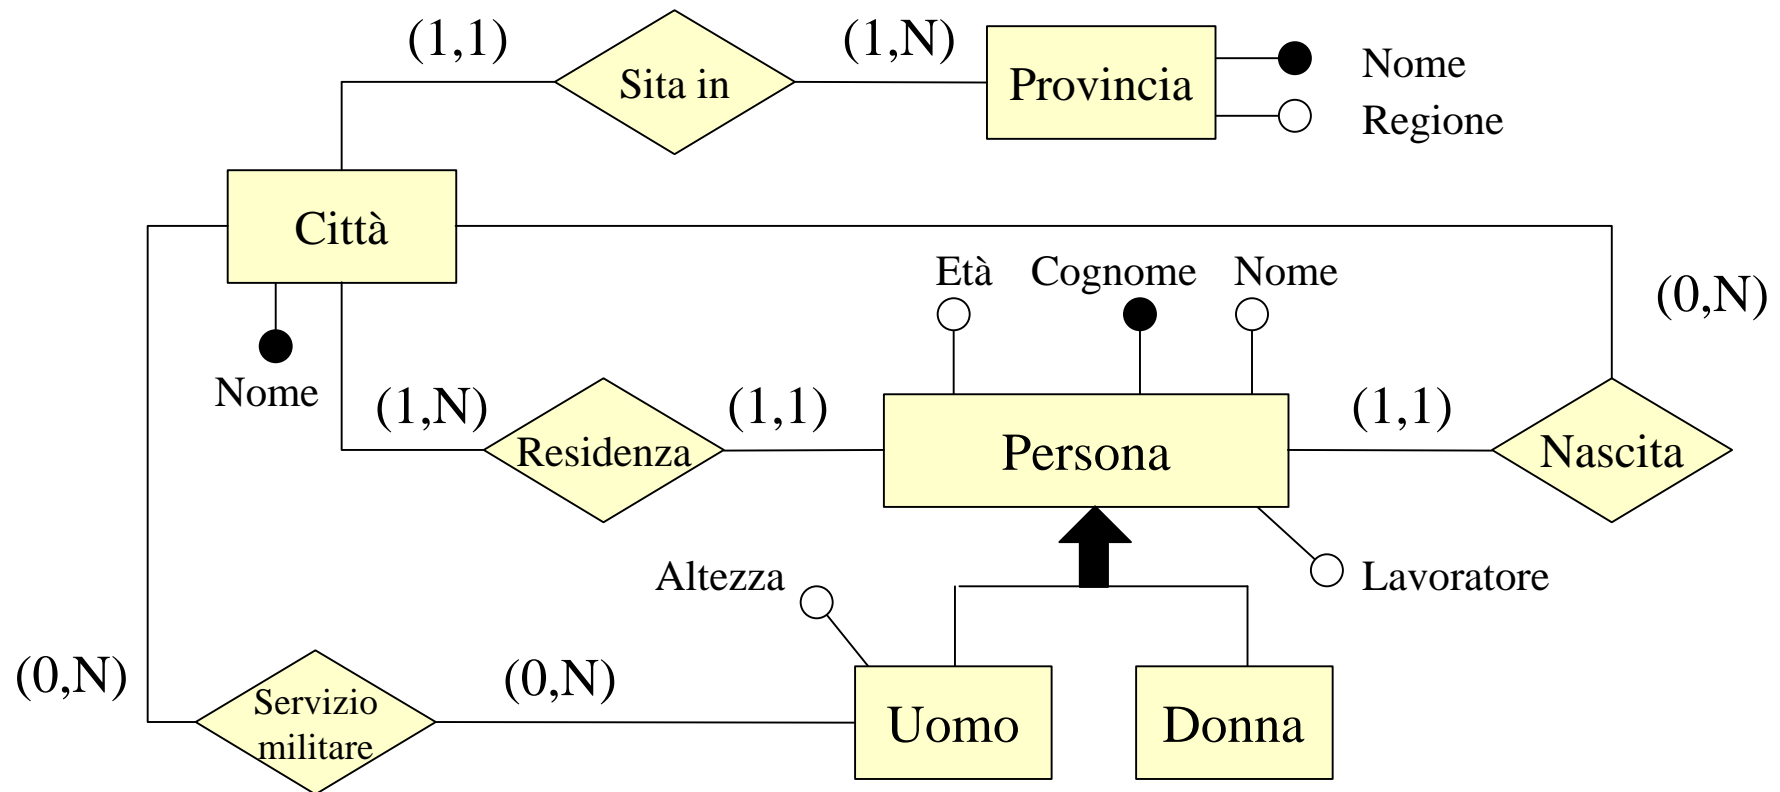 (1,1)
(1,N)
Sita in
Provincia
Nome
Regione
Città
Età
Cognome
Nome
(0,N)
Nome
(1,N)
Residenza
(1,1)
Persona
(1,1)
Nascita
Altezza
Lavoratore
(0,N)
Servizio
militare
(0,N)
Uomo
Donna